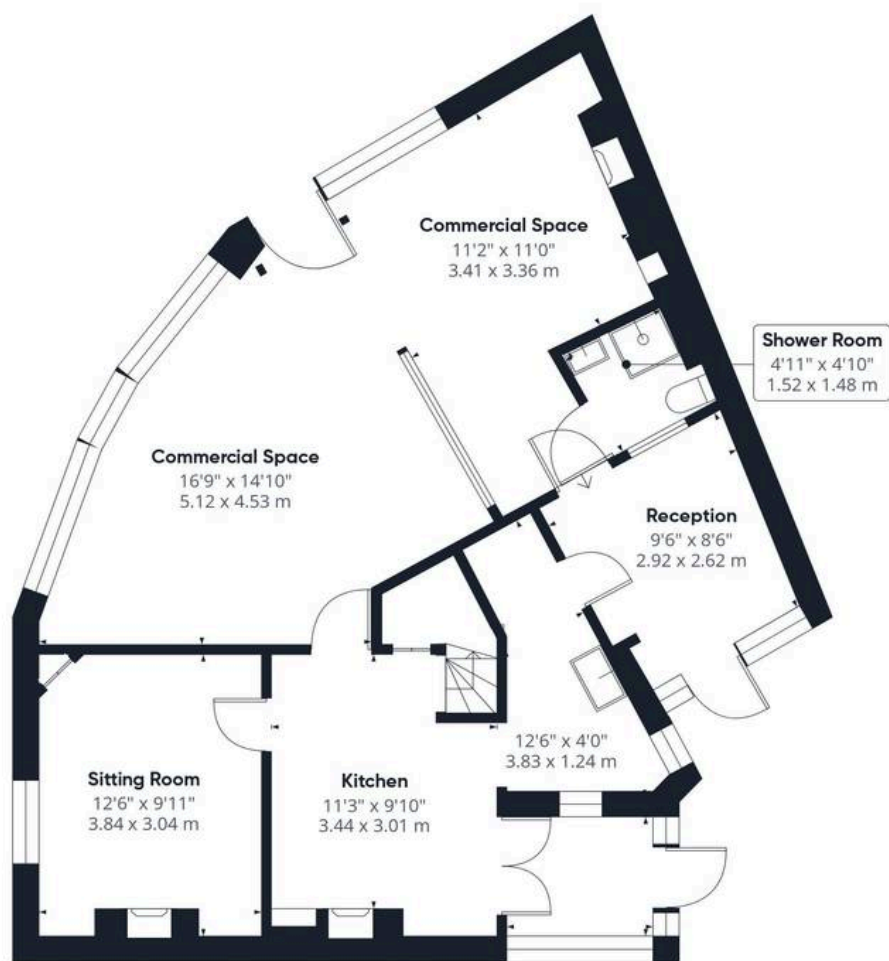 Commercial Space
11'2" x 11'0"
3.41 x 3.36 m
Shower Room
4'11" x 4'10"
1.52 x 1.48 m
Commercial Space
16'9" x 14'10"
5.12 x 4.53 m
Reception
9'6" x 8'6"
2.92 x 2.62 m
12'6" x 4'0"
3.83 x 1.24 m
Sitting Room
12'6" x 9'11"
3.84 x 3.04 m
Kitchen
11'3" x 9'10"
3.44 x 3.01 m